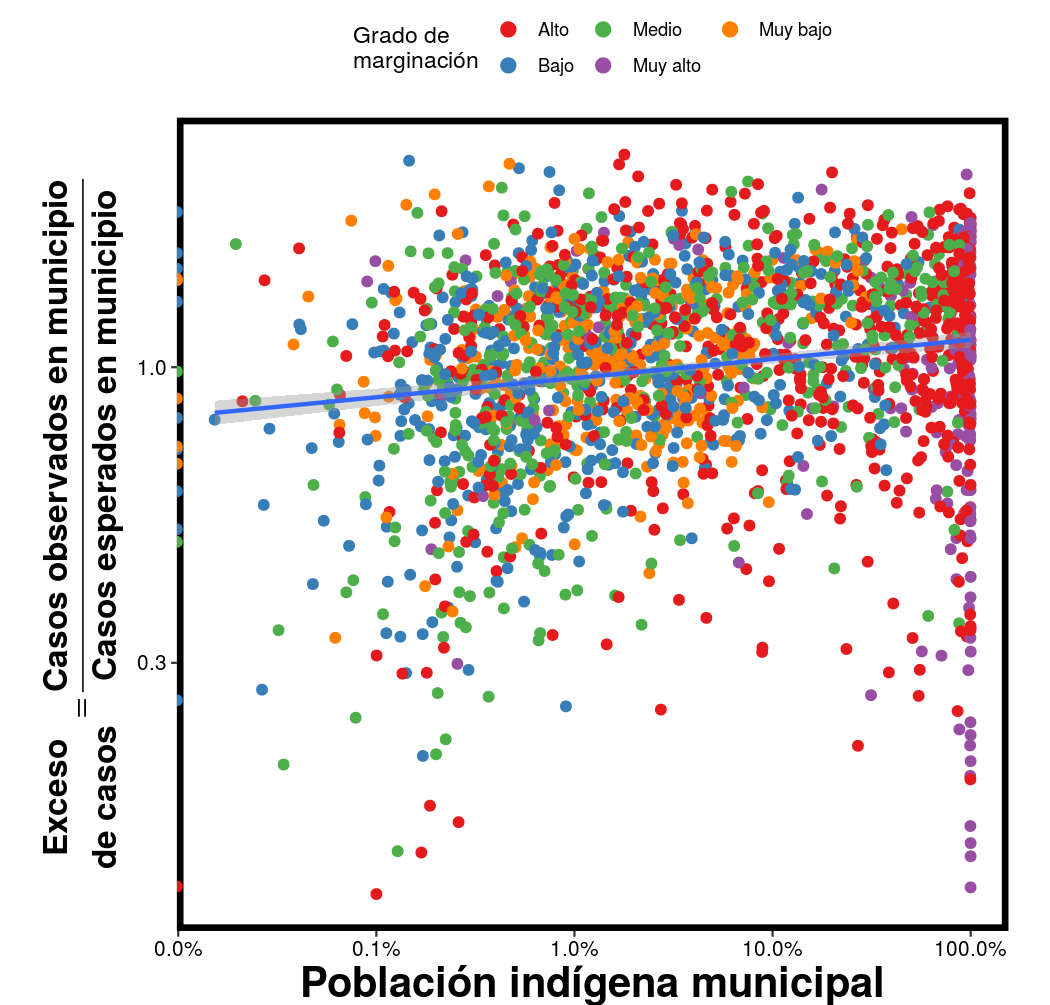 Grado de
marginación
Alto
Medio
Muy bajo
Bajo
Muy alto
Exceso
de casos
=
Casos observados en municipio
Casos esperados en municipio
1.0
0.3
0.0%
0.1%
1.0%
10.0%
100.0%
Población indígena municipal